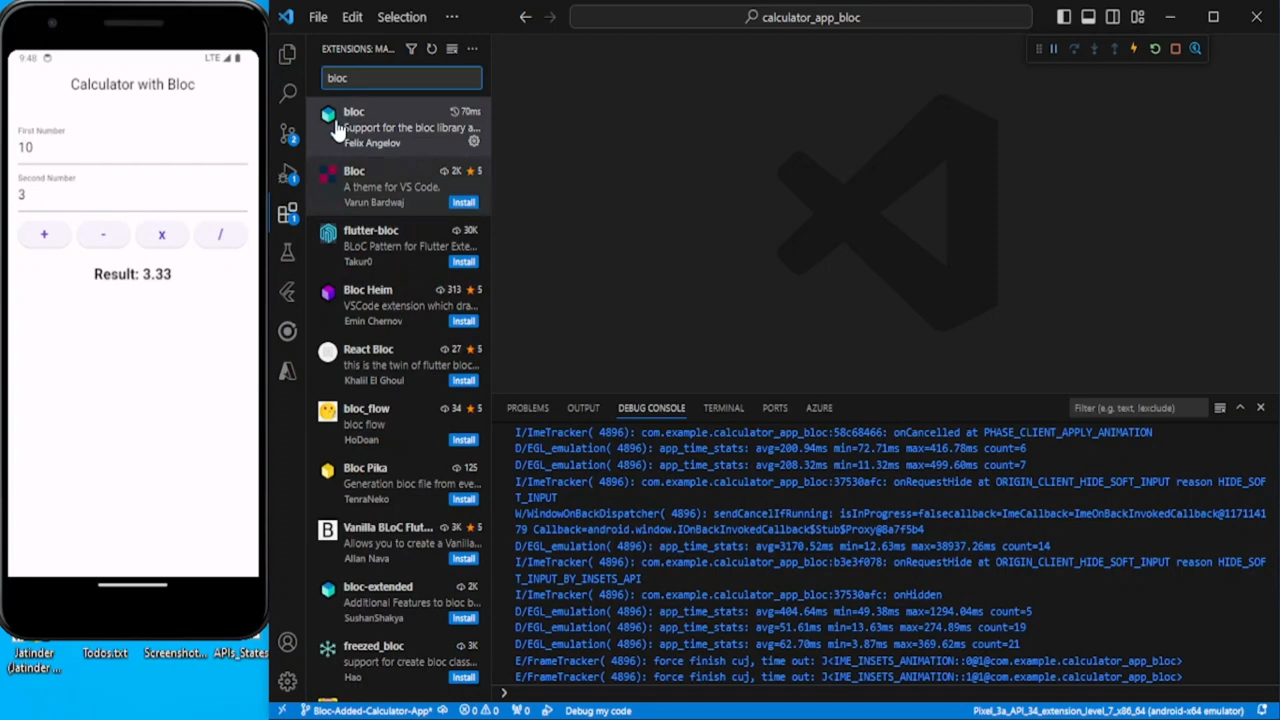 9:48
LTE
Calculator with Bloc
First Number
10
Second Number
3
+ - x /
Result: 3.33
Jatinder (Jatinder ...
Todos.txt
Screenshot...
APIs_States
File Edit Selection ...
calculator_app_bloc
EXTENSIONS: MA...
bloc
bloc 70ms
Support for the bloc library a...
Felix Angelov
Bloc 2K ★ 5
A theme for VS Code.
Varun Bardwaj Install
flutter-bloc 30K
BLoC Pattern for Flutter Exte...
Takur0 Install
Bloc Heim 313 ★ 5
VSCode extension which dra...
Emin Chernov Install
React Bloc 27 ★ 5
this is the twin of flutter bloc...
Khalil El Ghoul Install
bloc_flow 34 ★ 5
bloc flow
HoDoan Install
Bloc Pika 125
Generation bloc file from eve...
TenraNeko Install
B
Vanilla BLoC Flut... 3K ★ 5
Allows you to create a Vanilla...
Allan Nava Install
bloc-extended 2K
Additional Features to bloc b...
SushanShakya Install
freezed_bloc 3K
support for create bloc class...
Hao Install
2
1
1
PROBLEMS OUTPUT DEBUG CONSOLE TERMINAL PORTS AZURE
Filter (e.g. text, !exclude)
I/ImeTracker( 4896): com.example.calculator_app_bloc:58c68466: onCancelled at PHASE_CLIENT_APPLY_ANIMATION
D/EGL_emulation( 4896): app_time_stats: avg=200.94ms min=72.71ms max=416.78ms count=6
D/EGL_emulation( 4896): app_time_stats: avg=208.32ms min=11.32ms max=499.60ms count=7
I/ImeTracker( 4896): com.example.calculator_app_bloc:37530afc: onRequestHide at ORIGIN_CLIENT_HIDE_SOFT_INPUT reason HIDE_SOF
T_INPUT
W/WindowOnBackDispatcher( 4896): sendCancelIfRunning: isInProgress=falsecallback=ImeCallback=ImeOnBackInvokedCallback@1171141
79 Callback=android.window.IOnBackInvokedCallback$Stub$Proxy@8a7f5b4
D/EGL_emulation( 4896): app_time_stats: avg=3170.52ms min=12.63ms max=38937.26ms count=14
I/ImeTracker( 4896): com.example.calculator_app_bloc:b3e3f078: onRequestHide at ORIGIN_CLIENT_HIDE_SOFT_INPUT reason HIDE_SOF
T_INPUT_BY_INSETS_API
I/ImeTracker( 4896): com.example.calculator_app_bloc:37530afc: onHidden
D/EGL_emulation( 4896): app_time_stats: avg=404.64ms min=49.38ms max=1294.04ms count=5
D/EGL_emulation( 4896): app_time_stats: avg=51.61ms min=13.63ms max=274.89ms count=19
D/EGL_emulation( 4896): app_time_stats: avg=62.70ms min=3.87ms max=369.62ms count=21
E/FrameTracker( 4896): force finish cuj, time out: J<IME_INSETS_ANIMATION::0@1@com.example.calculator_app_bloc>
E/FrameTracker( 4896): force finish cuj, time out: J<IME_INSETS_ANIMATION::1@1@com.example.calculator_app_bloc>
Bloc-Added-Calculator-App* 0 0 0 Debug my code
Pixel_3a_API_34_extension_level_7_x86_64 (android-x64 emulator)